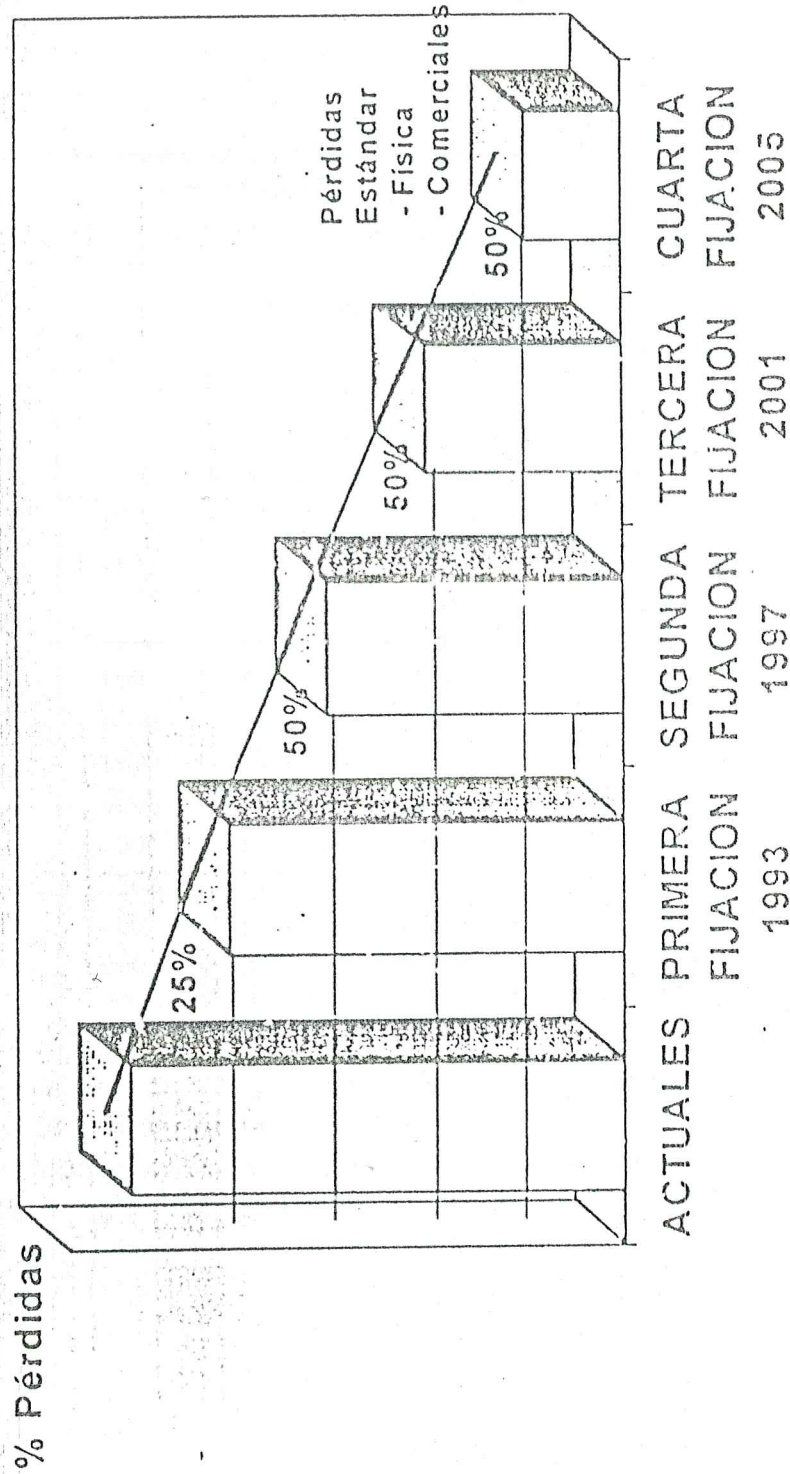 % Pérdidas
25%
50%
50%
50%
Pérdidas
Estándar
- Física
- Comerciales
ACTUALES
PRIMERA
FIJACION
1993
SEGUNDA
FIJACION
1997
TERCERA
FIJACION
2001
CUARTA
FIJACION
2005